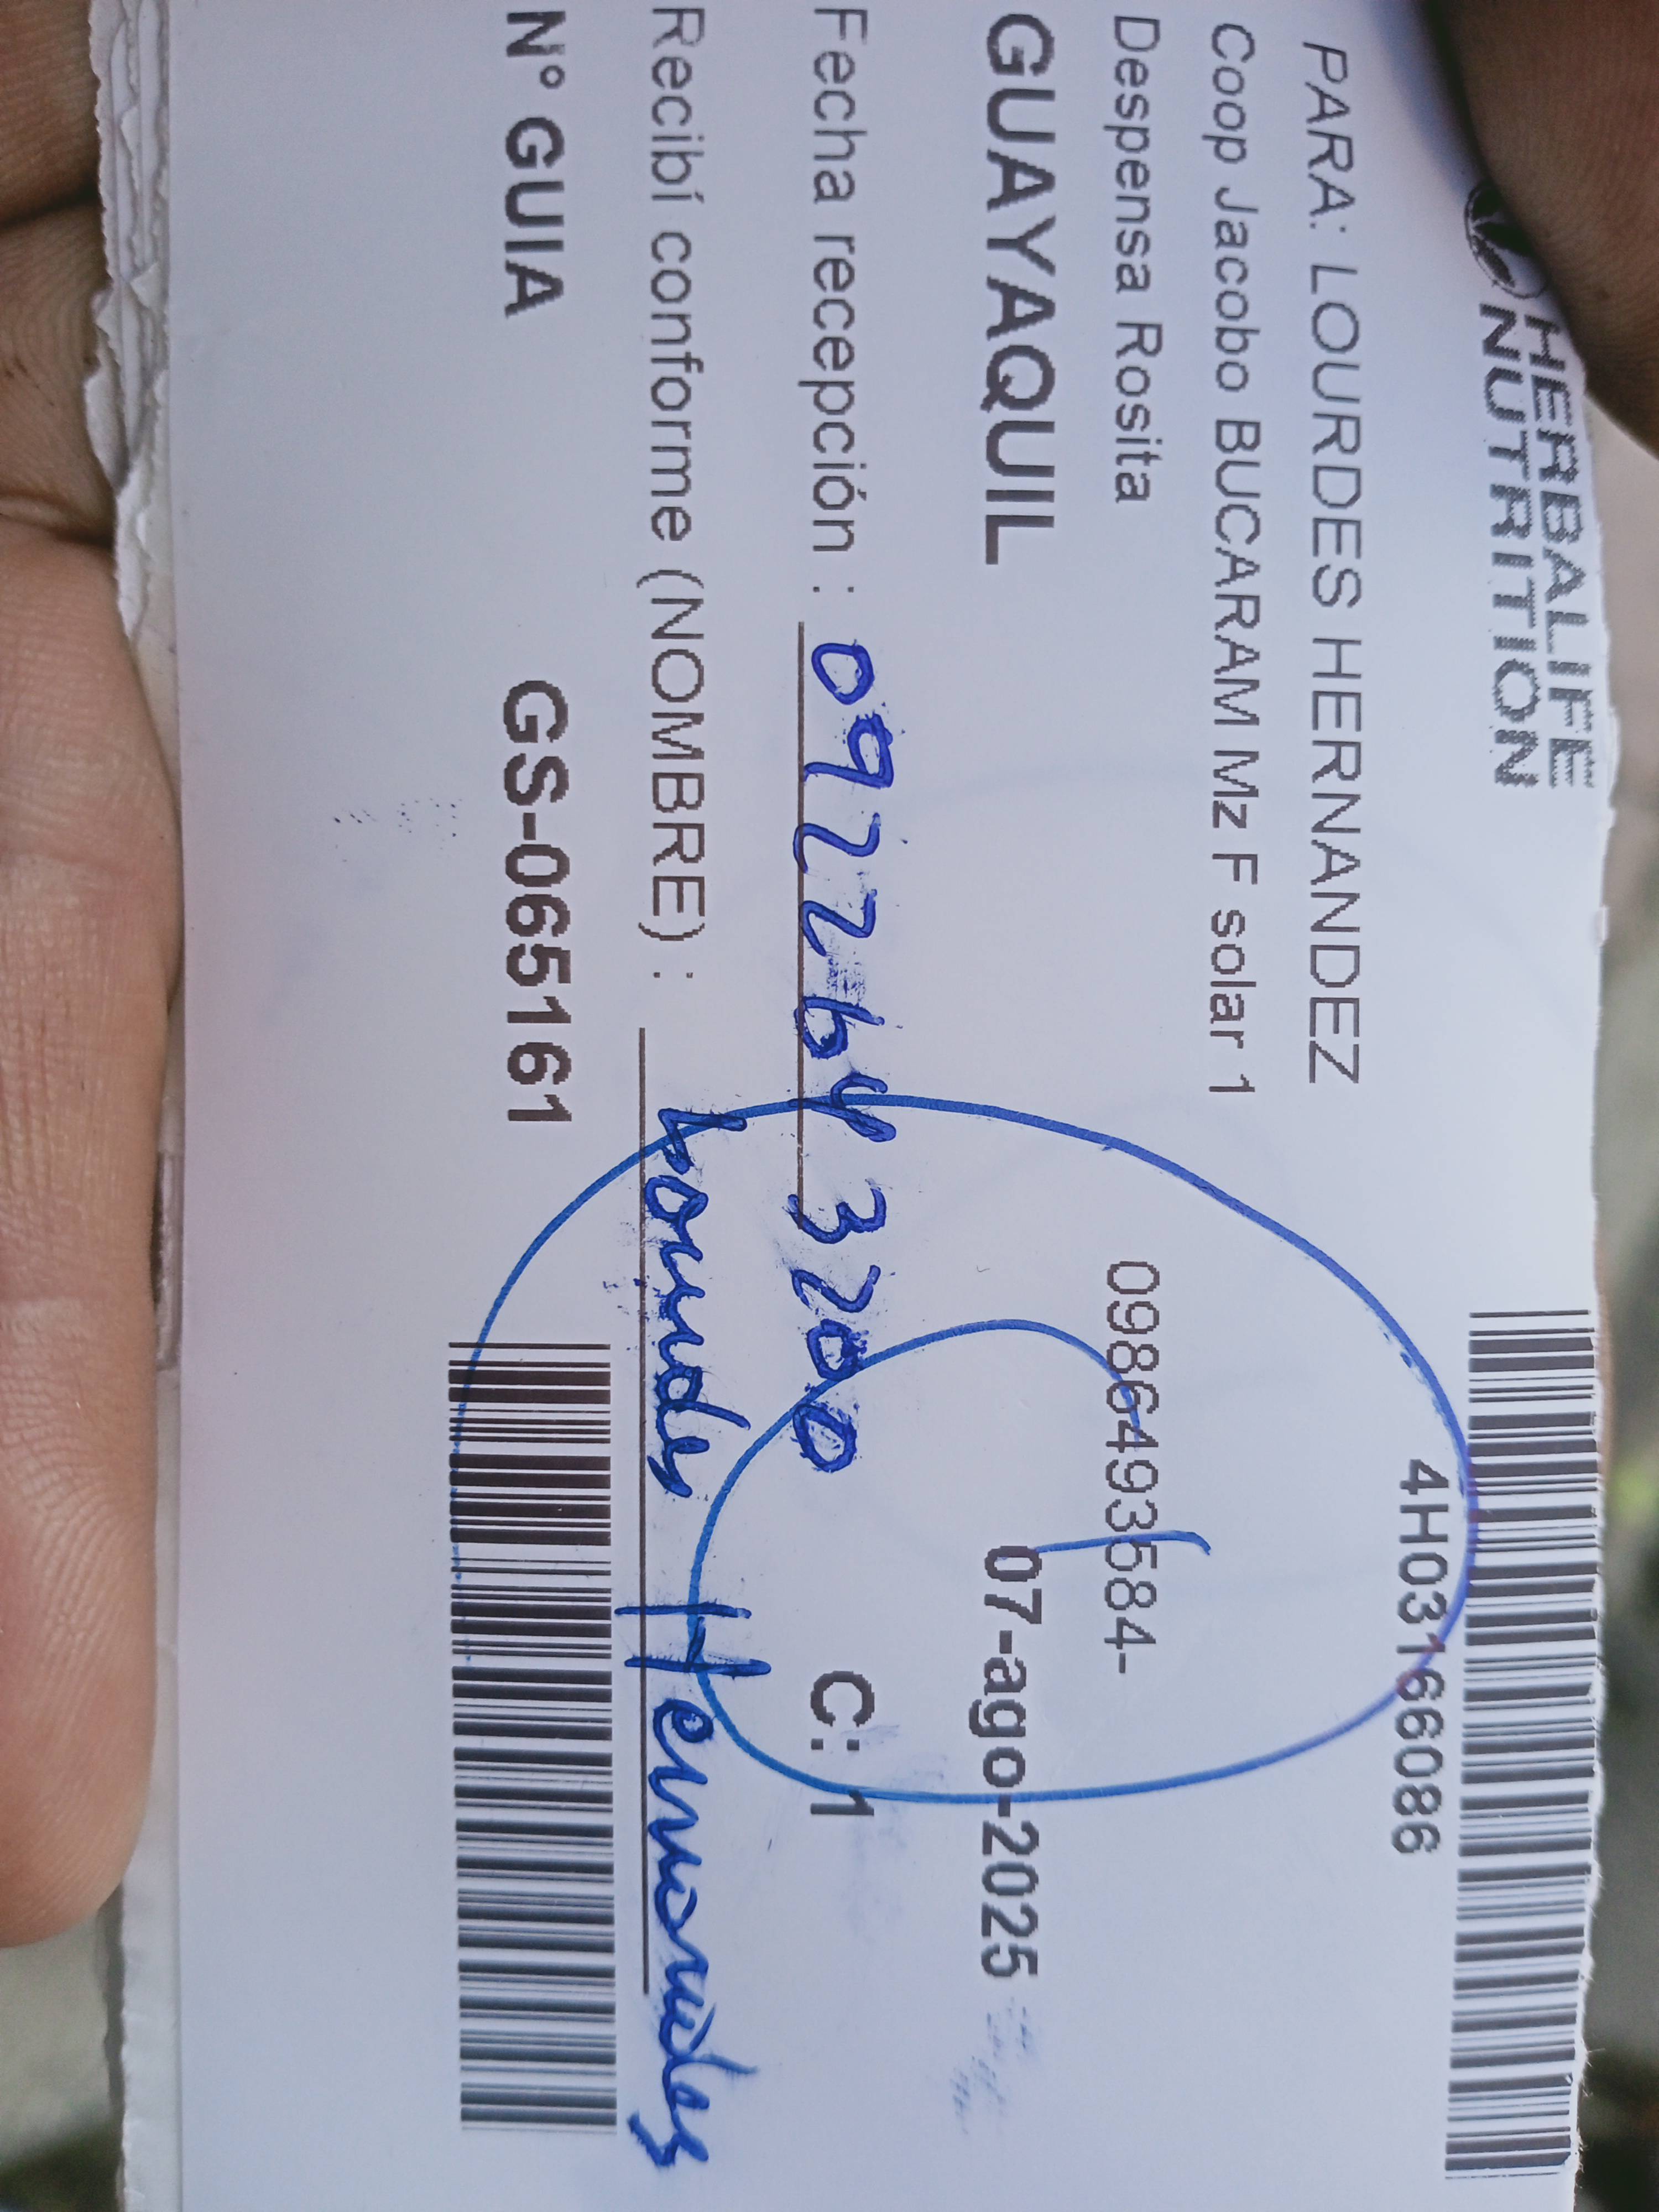 HERBALIFE
NUTRITION
4H03166086
PARA: LOURDES HERNANDEZ
Coop Jacobo BUCARAM Mz F solar 1
Despensa Rosita
0986493584-
GUAYAQUIL
07-ago-2025
Fecha recepción : 0922643200
C: 1
Recibí conforme (NOMBRE) : Lourdes Hernandez
N° GUIA GS-065161